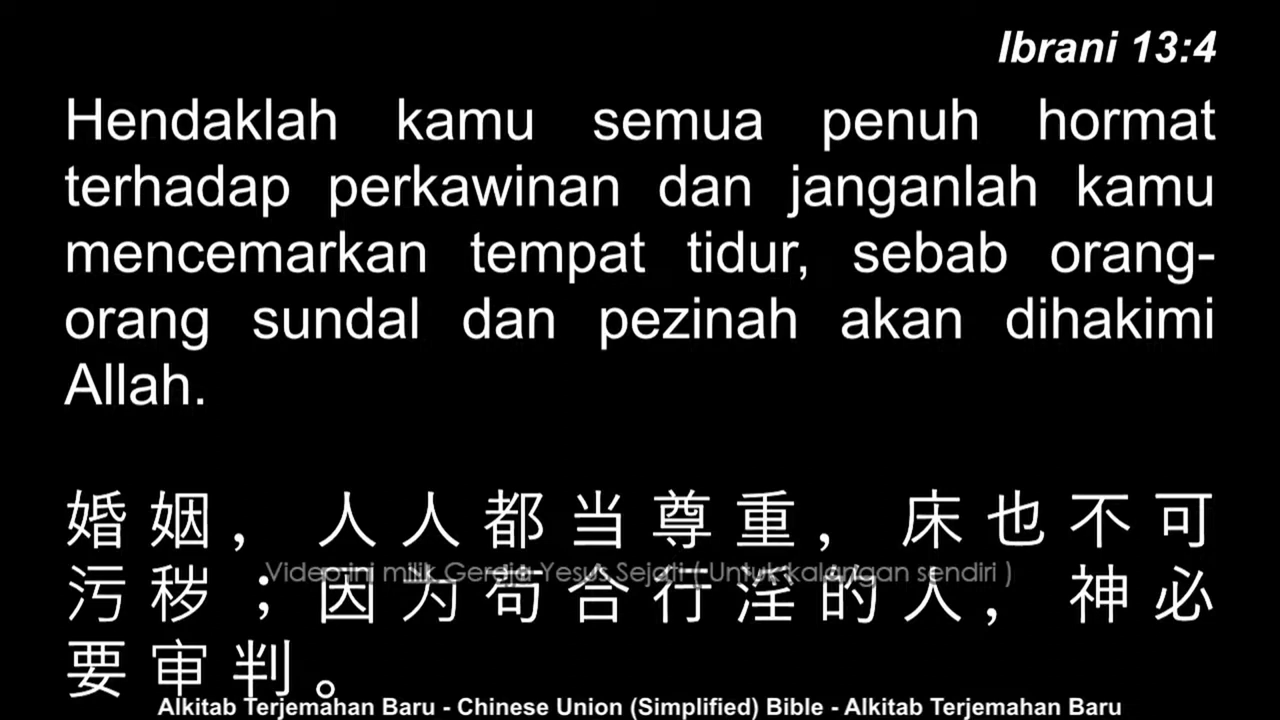 Ibrani 13:4
Hendaklah kamu semua penuh hormat
terhadap perkawinan dan janganlah kamu
mencemarkan tempat tidur, sebab orang-
orang sundal dan pezinah akan dihakimi
Allah.
婚姻，人人都当尊重，床也不可
Video ini milik Gereja Yesus Sejati ( Untuk kalangan sendiri )
污秽；因为苟合行淫的人，神必
要审判。
Alkitab Terjemahan Baru - Chinese Union (Simplified) Bible - Alkitab Terjemahan Baru